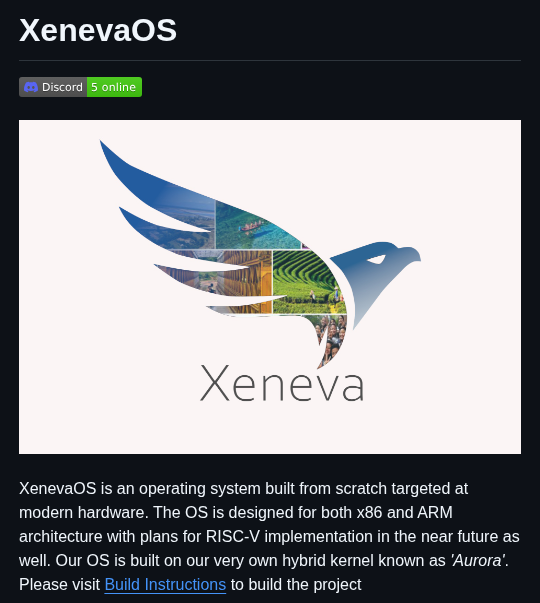 XenevaOS
Discord 5 online
Xeneva
XenevaOS is an operating system built from scratch targeted at
modern hardware. The OS is designed for both x86 and ARM
architecture with plans for RISC-V implementation in the near future as
well. Our OS is built on our very own hybrid kernel known as 'Aurora'.
Please visit Build Instructions to build the project